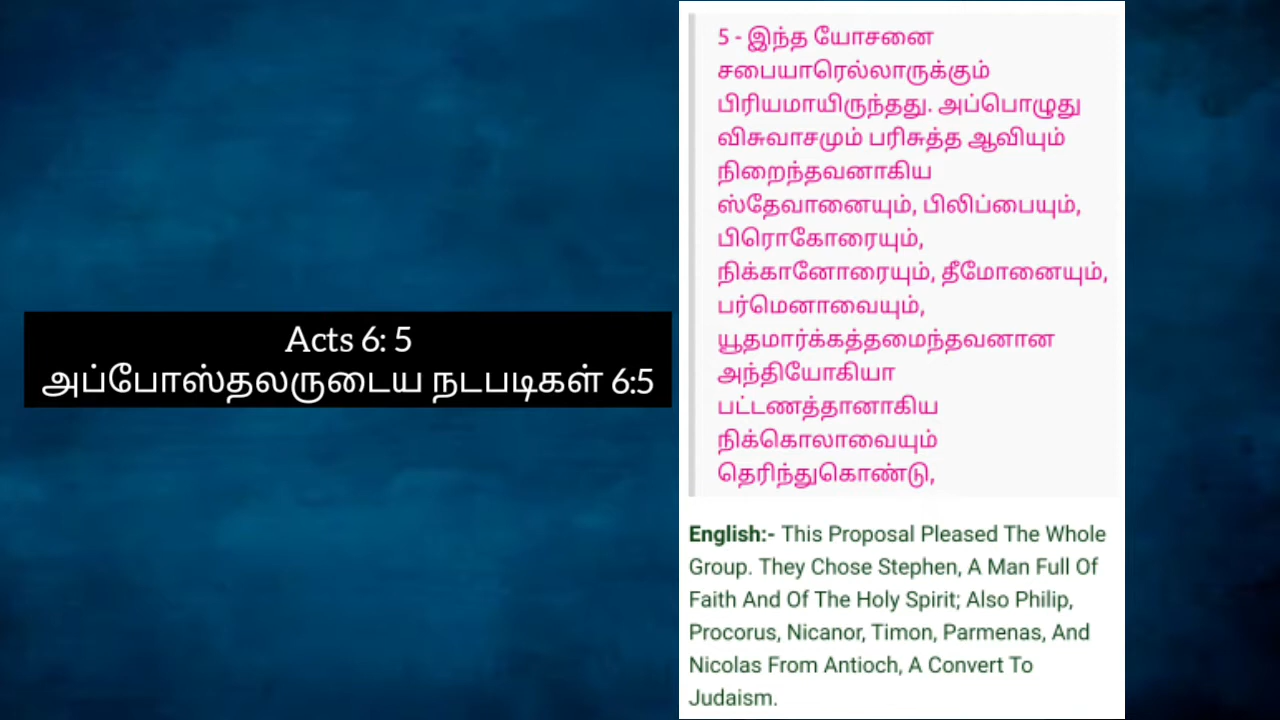 Acts 6: 5
அப்போஸ்தலருடைய நடபடிகள் 6:5
5 - இந்த யோசனை
சபையாரெல்லாருக்கும்
பிரியமாயிருந்தது. அப்பொழுது
விசுவாசமும் பரிசுத்த ஆவியும்
நிறைந்தவனாகிய
ஸ்தேவானையும், பிலிப்பையும்,
பிரொகோரையும்,
நிக்கானோரையும், தீமோனையும்,
பர்மெனாவையும்,
யூதமார்க்கத்தமைந்தவனான
அந்தியோகியா
பட்டணத்தானாகிய
நிக்கொலாவையும்
தெரிந்துகொண்டு,
English:- This Proposal Pleased The Whole
Group. They Chose Stephen, A Man Full Of
Faith And Of The Holy Spirit; Also Philip,
Procorus, Nicanor, Timon, Parmenas, And
Nicolas From Antioch, A Convert To
Judaism.